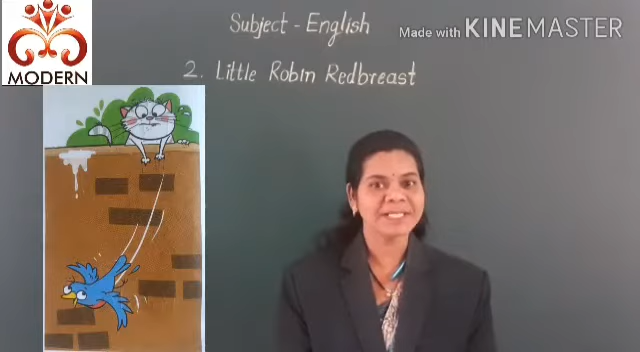 Subject - English
Made with KINEMASTER
MODERN
2. Little Robin Redbreast